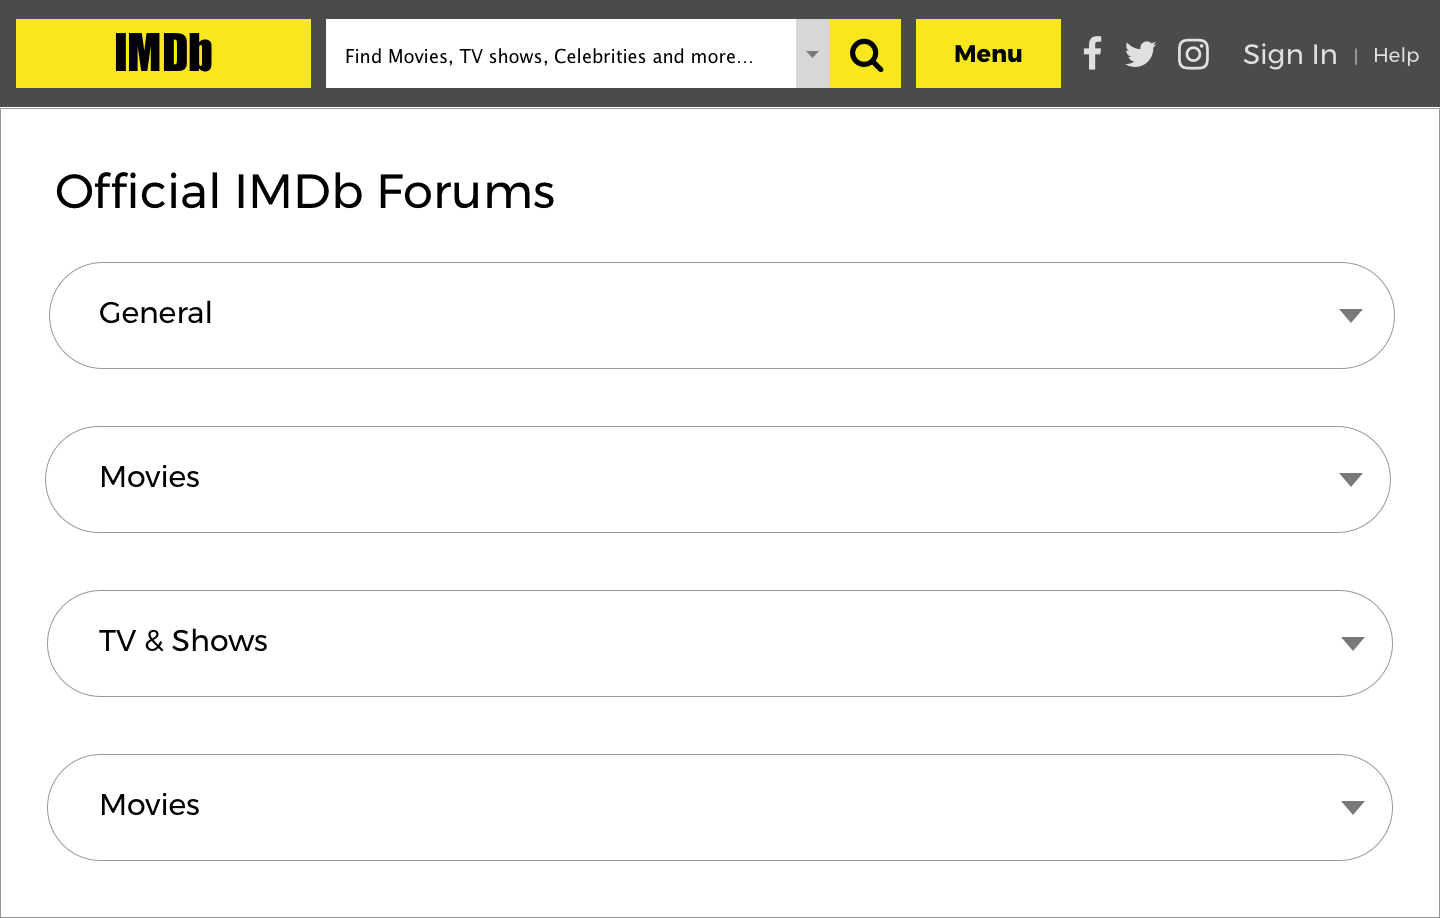 IMDb
Find Movies, TV shows, Celebrities and more...
Menu
Sign In | Help
Official IMDb Forums
General
Movies
TV & Shows
Movies